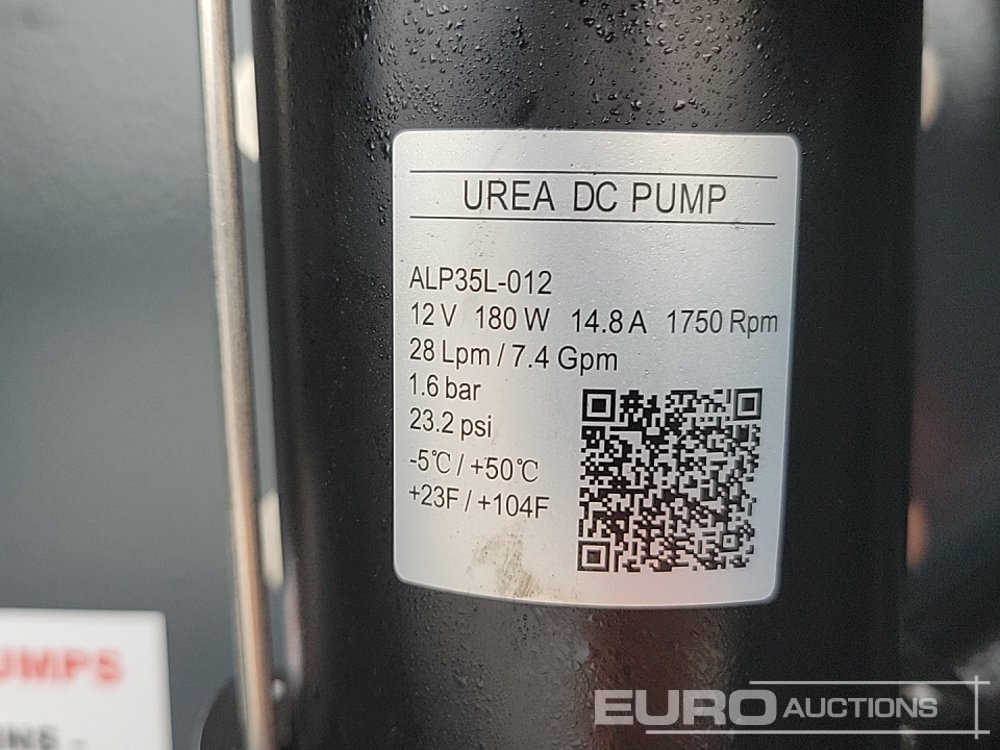 UREA DC PUMP
ALP35L-012
12 V 180 W 14.8 A 1750 Rpm
28 Lpm / 7.4 Gpm
1.6 bar
23.2 psi
-5℃ / +50℃
+23F / +104F
UMPS
EURO AUCTIONS